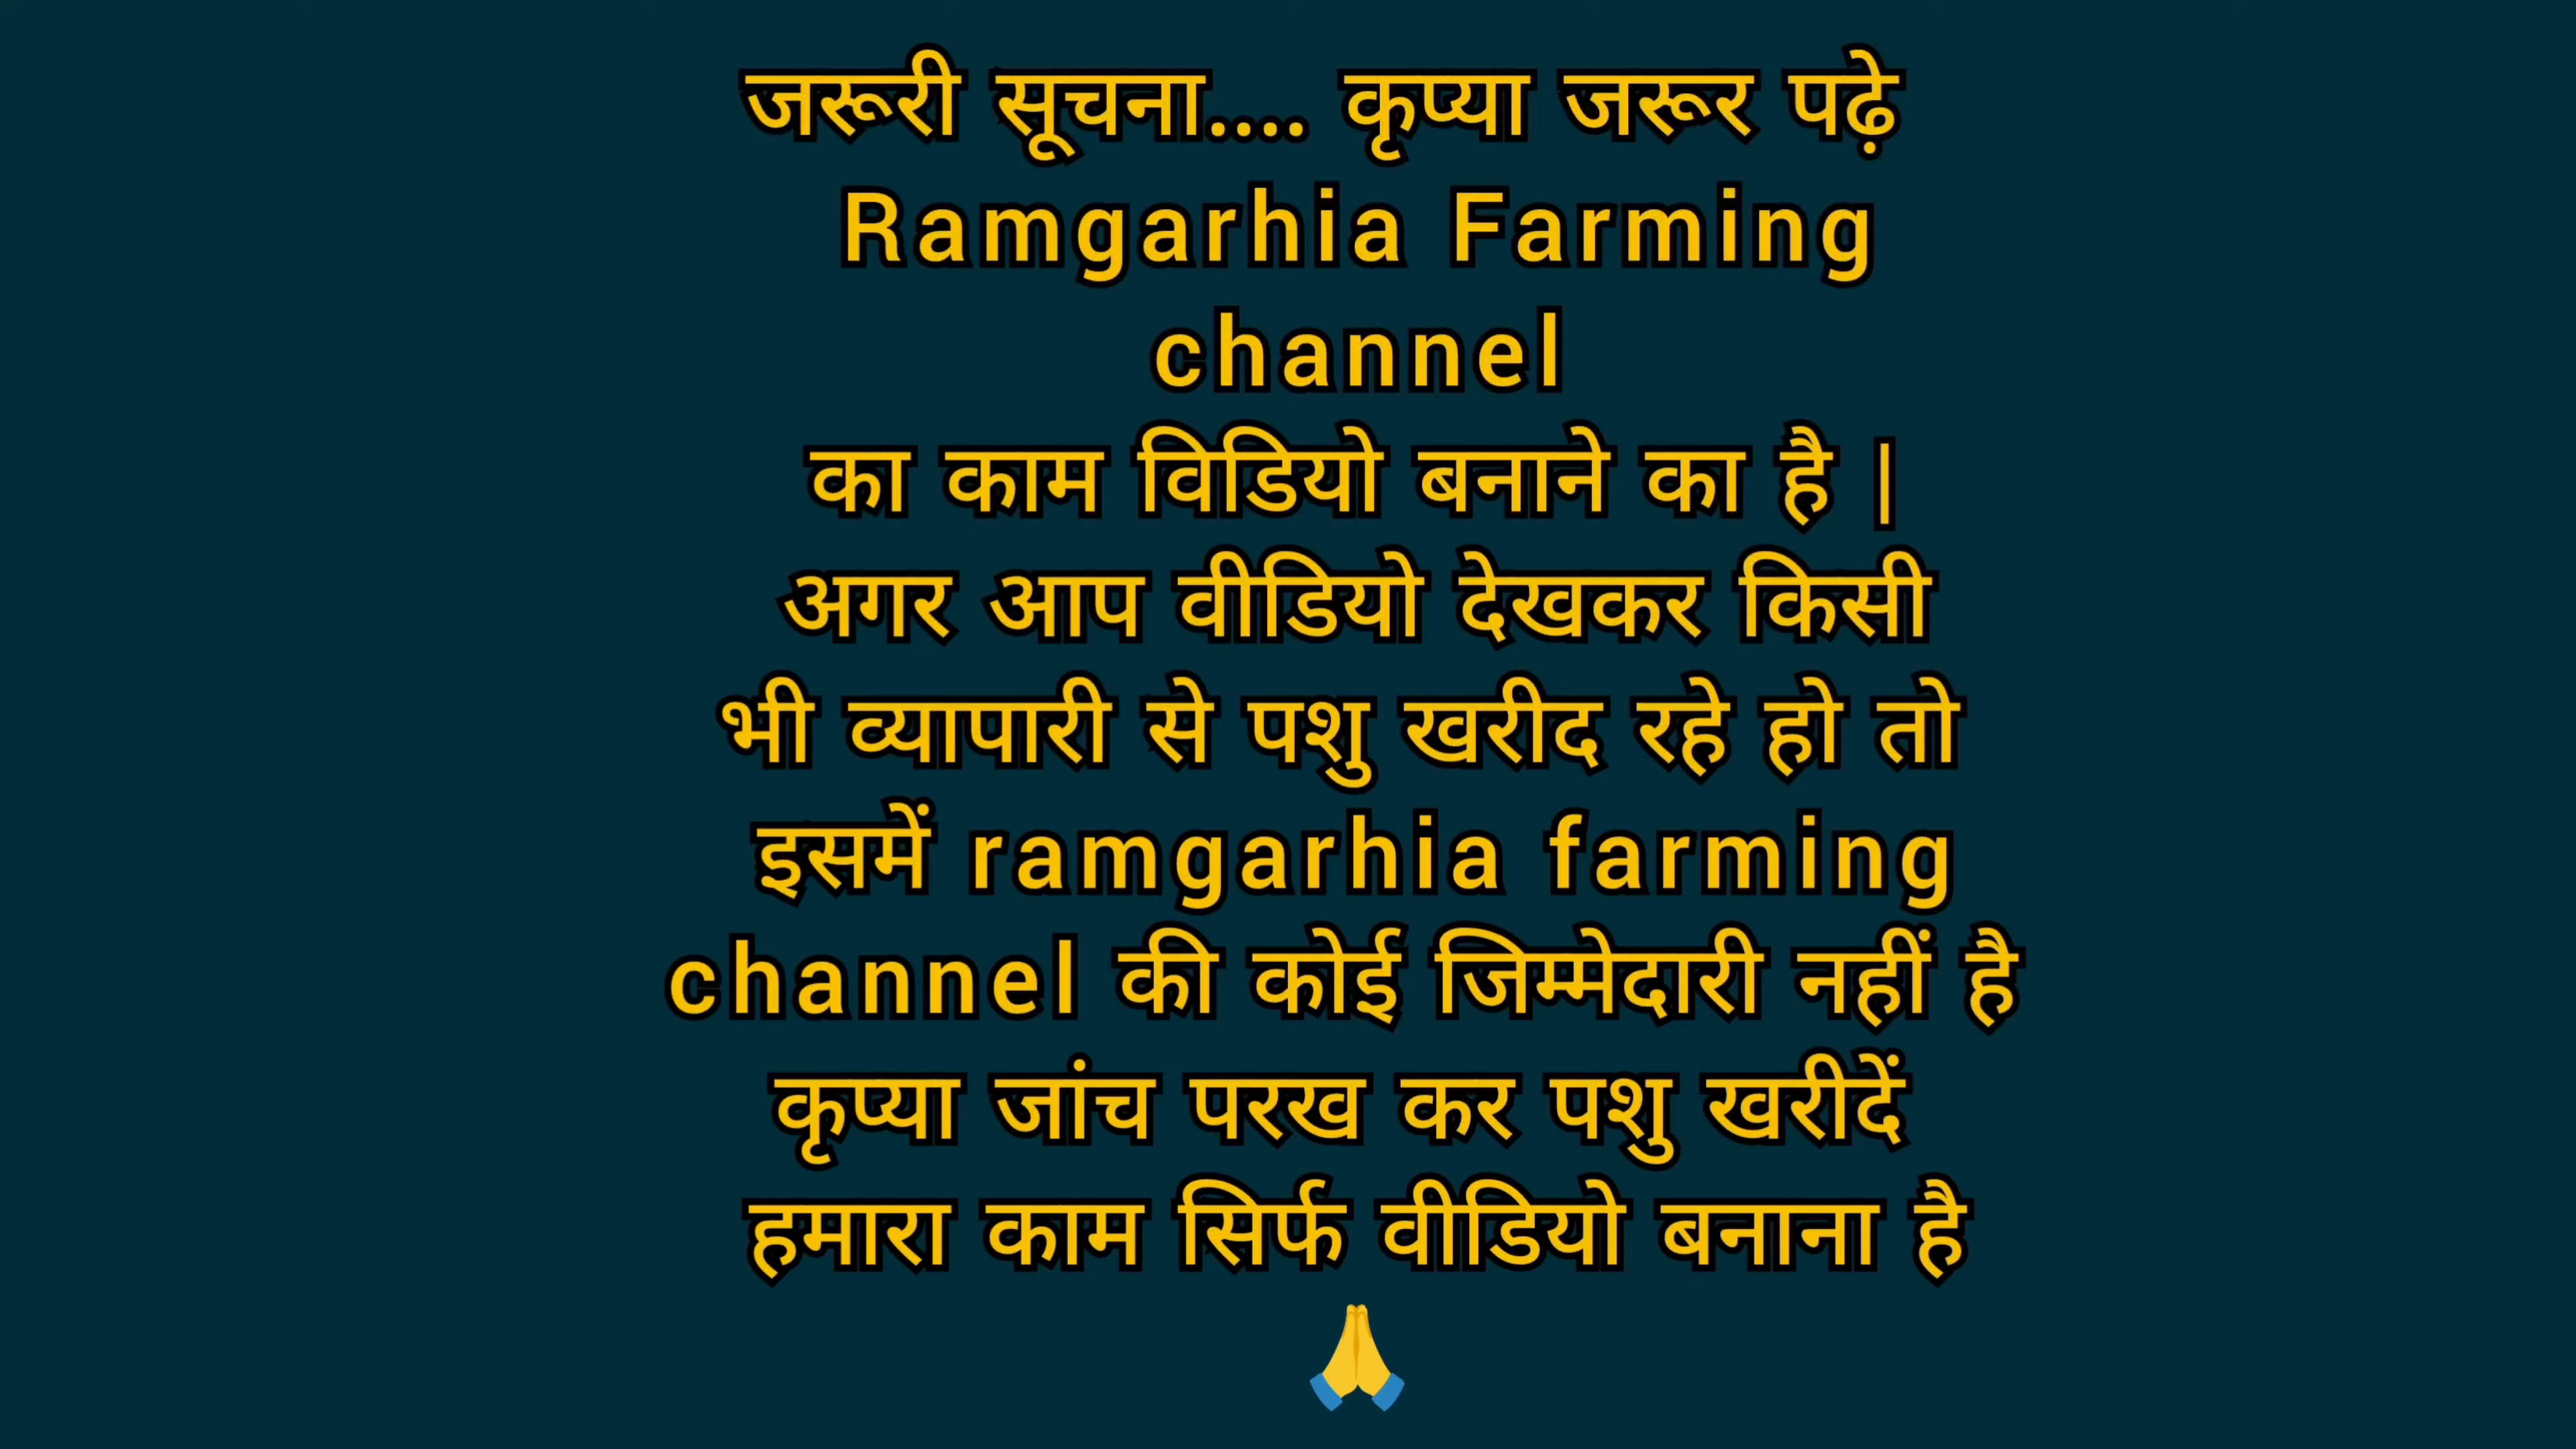 जरूरी सूचना.... कृप्या जरूर पढ़े
Ramgarhia Farming
channel
का काम विडियो बनाने का है |
अगर आप वीडियो देखकर किसी
भी व्यापारी से पशु खरीद रहे हो तो
इसमें ramgarhia farming
channel की कोई जिम्मेदारी नहीं है
कृप्या जांच परख कर पशु खरीदें
हमारा काम सिर्फ वीडियो बनाना है
🙏